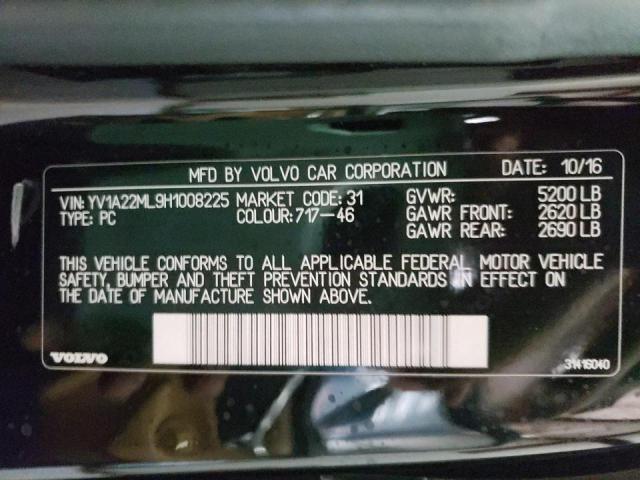 MFD BY VOLVO CAR CORPORATION DATE: 10/16
VIN: YV1A22ML9H1008225 MARKET CODE: 31 GVWR: 5200 LB
TYPE: PC COLOUR: 717-46 GAWR FRONT: 2620 LB
GAWR REAR: 2690 LB
THIS VEHICLE CONFORMS TO ALL APPLICABLE FEDERAL MOTOR VEHICLE
SAFETY, BUMPER AND THEFT PREVENTION STANDARDS IN EFFECT ON
THE DATE OF MANUFACTURE SHOWN ABOVE.
VOLVO 31416040